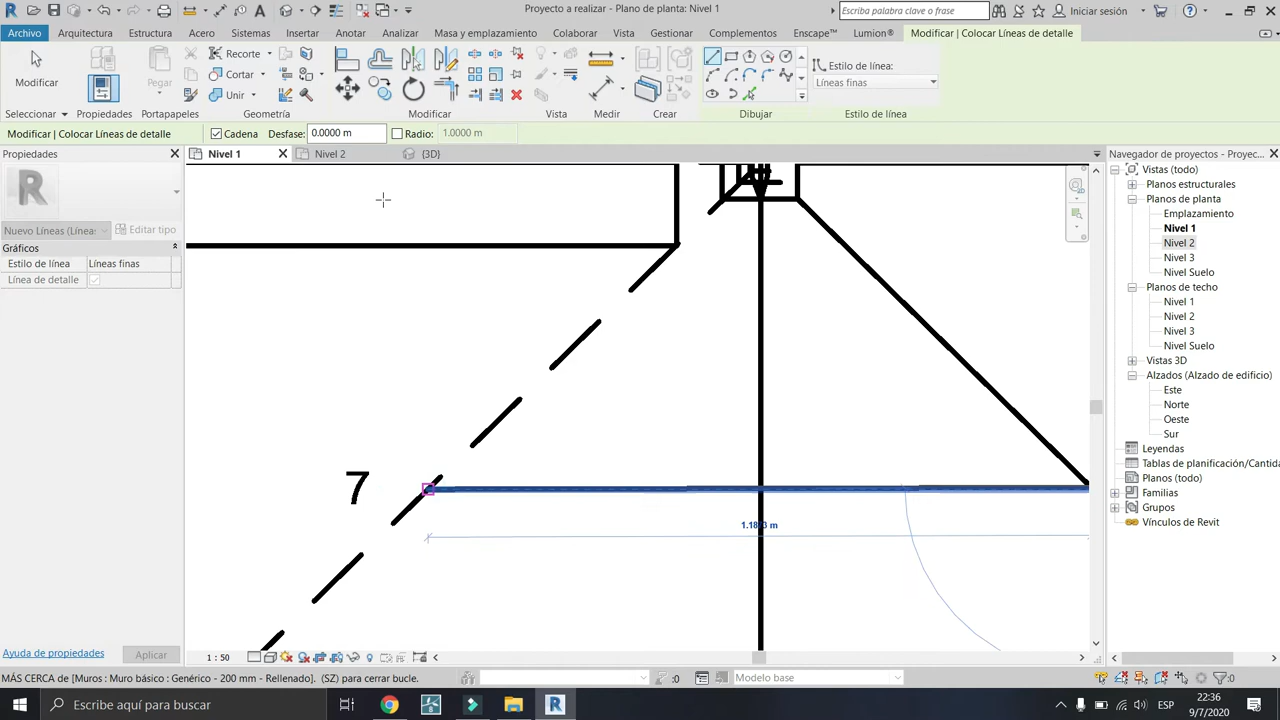 Proyecto a realizar - Plano de planta: Nivel 1
Escriba palabra clave o frase
Iniciar sesión
Archivo
Arquitectura
Estructura
Acero
Sistemas
Insertar
Anotar
Analizar
Masa y emplazamiento
Colaborar
Vista
Gestionar
Complementos
Enscape™
Lumion®
Modificar | Colocar Líneas de detalle
Modificar
Pegar
Recorte
Cortar
Unir
Estilo de línea:
Líneas finas
Seleccionar
Propiedades
Portapapeles
Geometría
Modificar
Vista
Medir
Crear
Dibujar
Estilo de línea
Modificar | Colocar Líneas de detalle
Cadena
Desfase:
0.0000 m
Radio:
1.0000 m
Propiedades
Nivel 1
Nivel 2
{3D}
Navegador de proyectos - Proyec...
Nuevo Líneas (Líneas
Editar tipo
Gráficos
Estilo de línea
Líneas finas
Línea de detalle
Vistas (todo)
Planos estructurales
Planos de planta
Emplazamiento
Nivel 1
Nivel 2
Nivel 3
Nivel Suelo
Planos de techo
Nivel 1
Nivel 2
Nivel 3
Nivel Suelo
Vistas 3D
Alzados (Alzado de edificio)
Este
Norte
Oeste
Sur
Leyendas
Tablas de planificación/Cantida
Planos (todo)
Familias
Grupos
Vínculos de Revit
7
Ayuda de propiedades
Aplicar
1 : 50
MÁS CERCA de [Muros : Muro básico : Genérico - 200 mm - Rellenado]. (SZ) para cerrar bucle.
:0
Modelo base
:0
Escribe aquí para buscar
ESP
22:36
9/7/2020